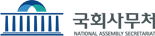 국회사무처
NATIONAL ASSEMBLY SECRETARIAT